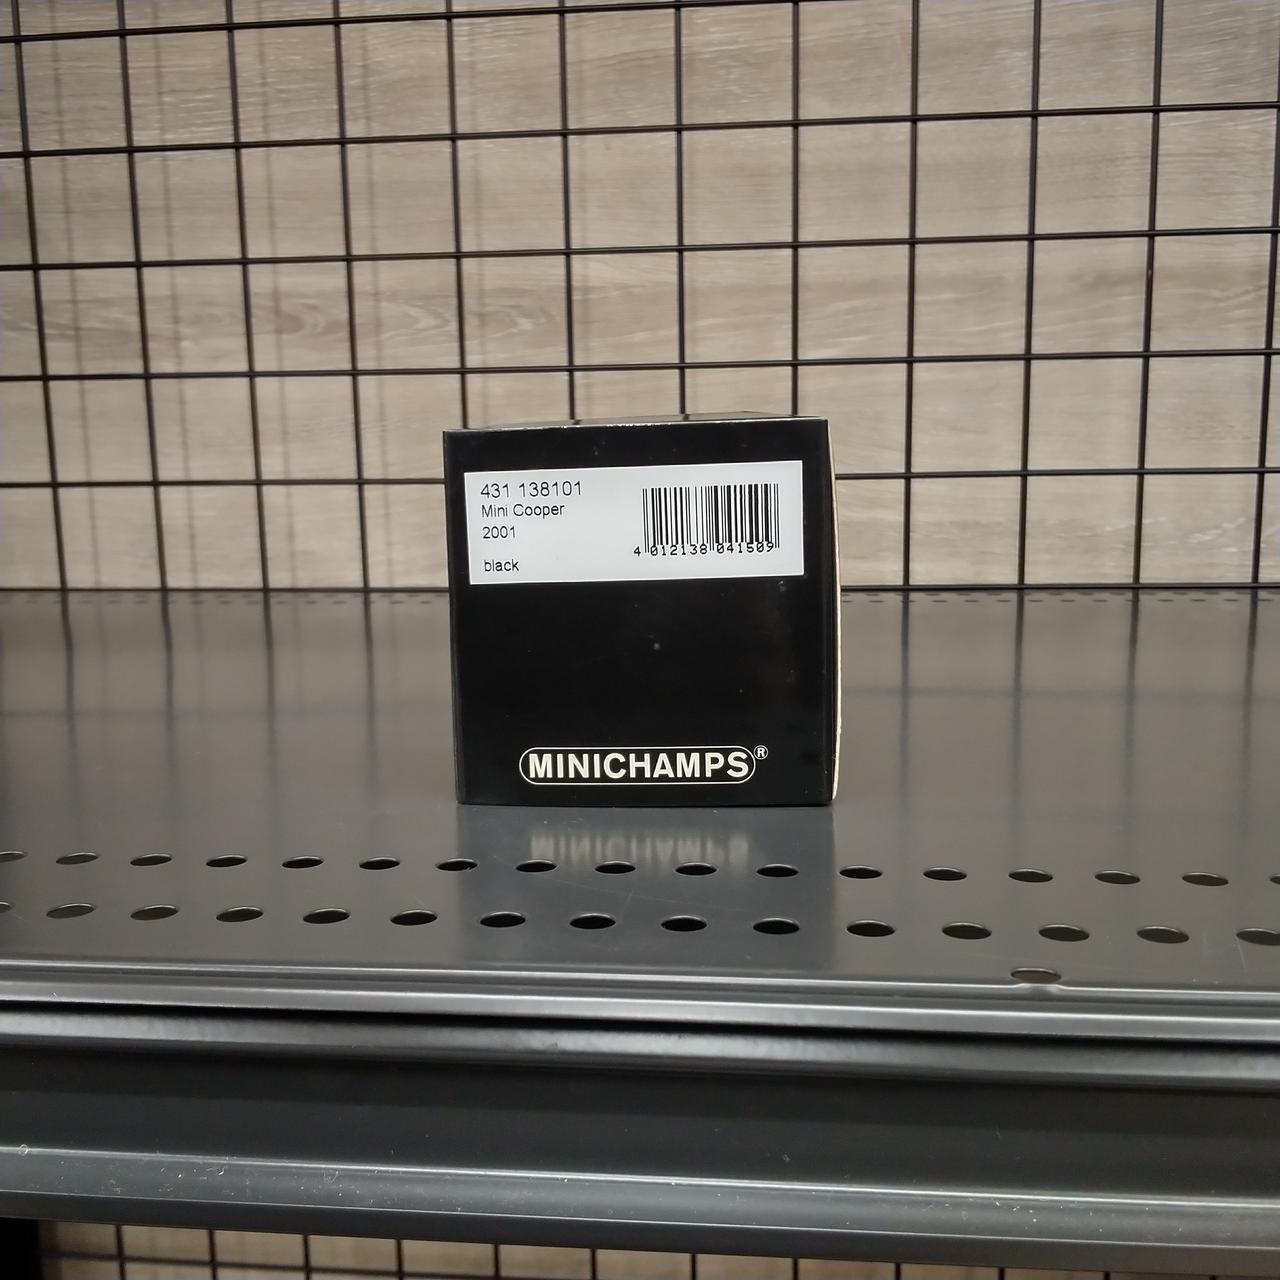 431 138101
Mini Cooper
2001
black
4 012138 041509
MINICHAMPS®